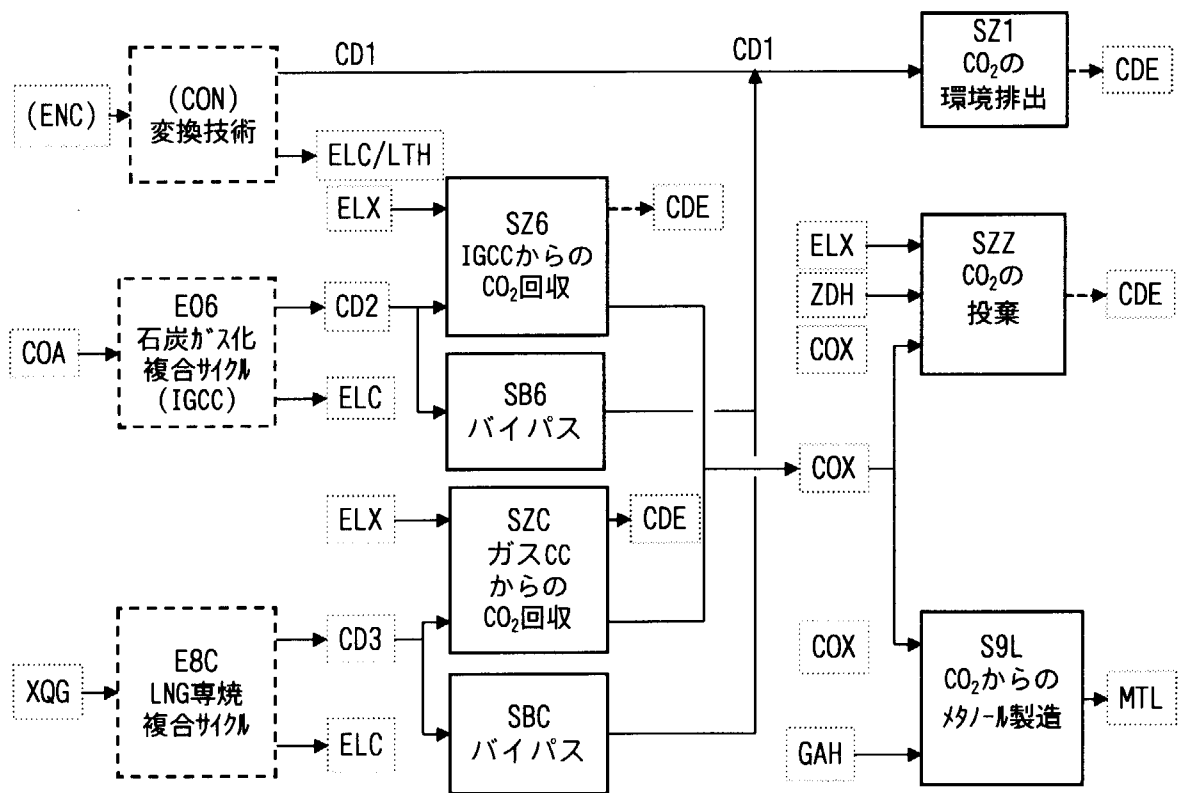 CD1
CD1
SZ1
CO₂の
環境排出
CDE
(ENC)
(CON)
変換技術
ELC/LTH
ELX
SZ6
IGCCからの
CO₂回収
CDE
ELX
ZDH
COX
SZZ
CO₂の
投棄
CDE
COA
E06
石炭ガス化
複合サイクル
(IGCC)
CD2
ELC
SB6
バイパス
COX
ELX
SZC
ガスCC
からの
CO₂回収
CDE
XQG
E8C
LNG専焼
複合サイクル
CD3
ELC
SBC
バイパス
COX
GAH
S9L
CO₂からの
メタノール製造
MTL